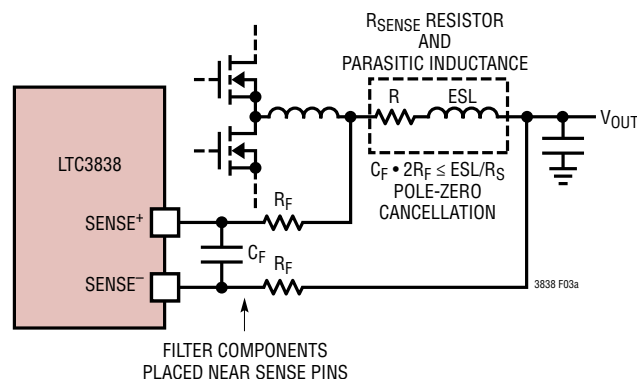 RSENSE RESISTOR
AND
PARASITIC INDUCTANCE
R
ESL
VOUT
LTC3838
CF • 2RF ≤ ESL/RS
POLE-ZERO
CANCELLATION
RF
SENSE+
CF
RF
SENSE–
3838 F03a
FILTER COMPONENTS
PLACED NEAR SENSE PINS